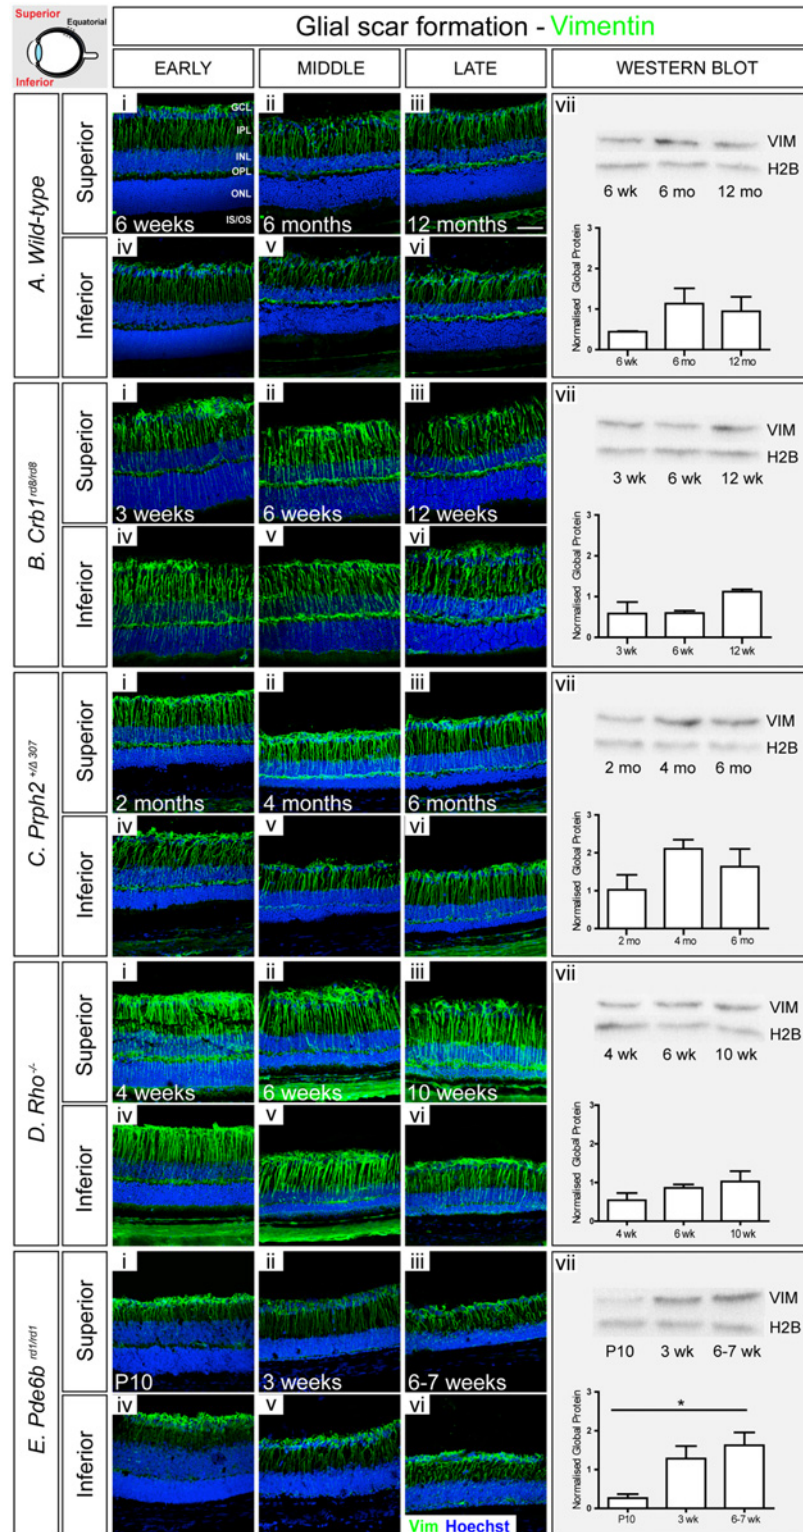 Superior
Equatorial
Inferior
Glial scar formation - Vimentin
EARLY
MIDDLE
LATE
WESTERN BLOT
A. Wild-type
Superior
i
GCL
IPL
INL
OPL
ONL
IS/OS
6 weeks
ii
6 months
iii
12 months
Inferior
iv
v
vi
vii
VIM
H2B
6 wk 6 mo 12 mo
Normalised Global Protein
3
2
1
0
6 wk 6 mo 12 mo
B. Crb1 rd8/rd8
Superior
i
3 weeks
ii
6 weeks
iii
12 weeks
Inferior
iv
v
vi
vii
VIM
H2B
3 wk 6 wk 12 wk
Normalised Global Protein
3
2
1
0
3 wk 6 wk 12 wk
C. Prph2 +/Δ 307
Superior
i
2 months
ii
4 months
iii
6 months
Inferior
iv
v
vi
vii
VIM
H2B
2 mo 4 mo 6 mo
Normalised Global Protein
3
2
1
0
2 mo 4 mo 6 mo
D. Rho -/-
Superior
i
4 weeks
ii
6 weeks
iii
10 weeks
Inferior
iv
v
vi
vii
VIM
H2B
4 wk 6 wk 10 wk
Normalised Global Protein
3
2
1
0
4 wk 6 wk 10 wk
E. Pde6b rd1/rd1
Superior
i
P10
ii
3 weeks
iii
6-7 weeks
Inferior
iv
v
vi
Vim Hoechst
vii
VIM
H2B
P10 3 wk 6-7 wk
Normalised Global Protein
3
2
1
0
*
P10 3 wk 6-7 wk